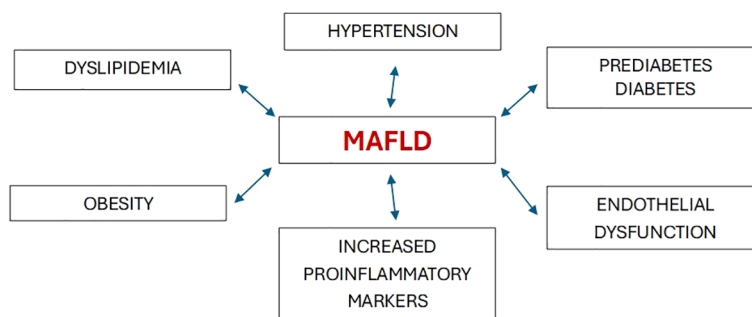 HYPERTENSION
DYSLIPIDEMIA
PREDIABETES
DIABETES
MAFLD
OBESITY
ENDOTHELIAL
DYSFUNCTION
INCREASED
PROINFLAMMATORY
MARKERS